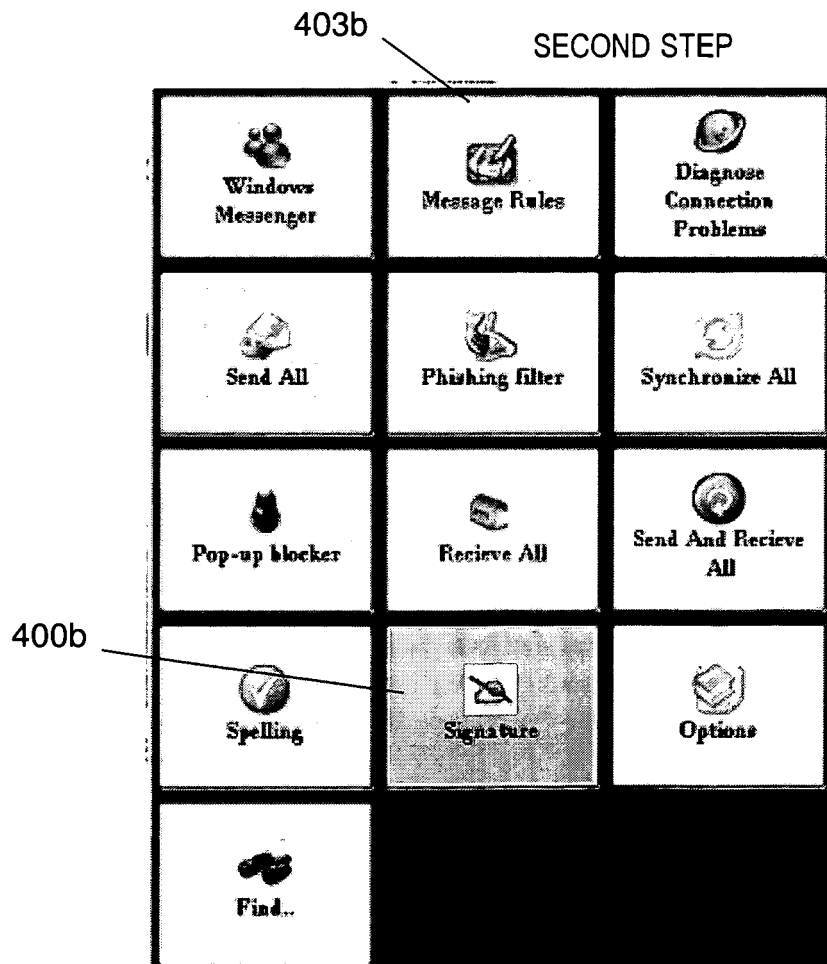 403b
SECOND STEP
Windows
Messenger
Message Rules
Diagnose
Connection
Problems
Send All
Phishing filter
Synchronize All
Pop-up blocker
Recieve All
Send And Recieve
All
400b
Spelling
Signature
Options
Find...